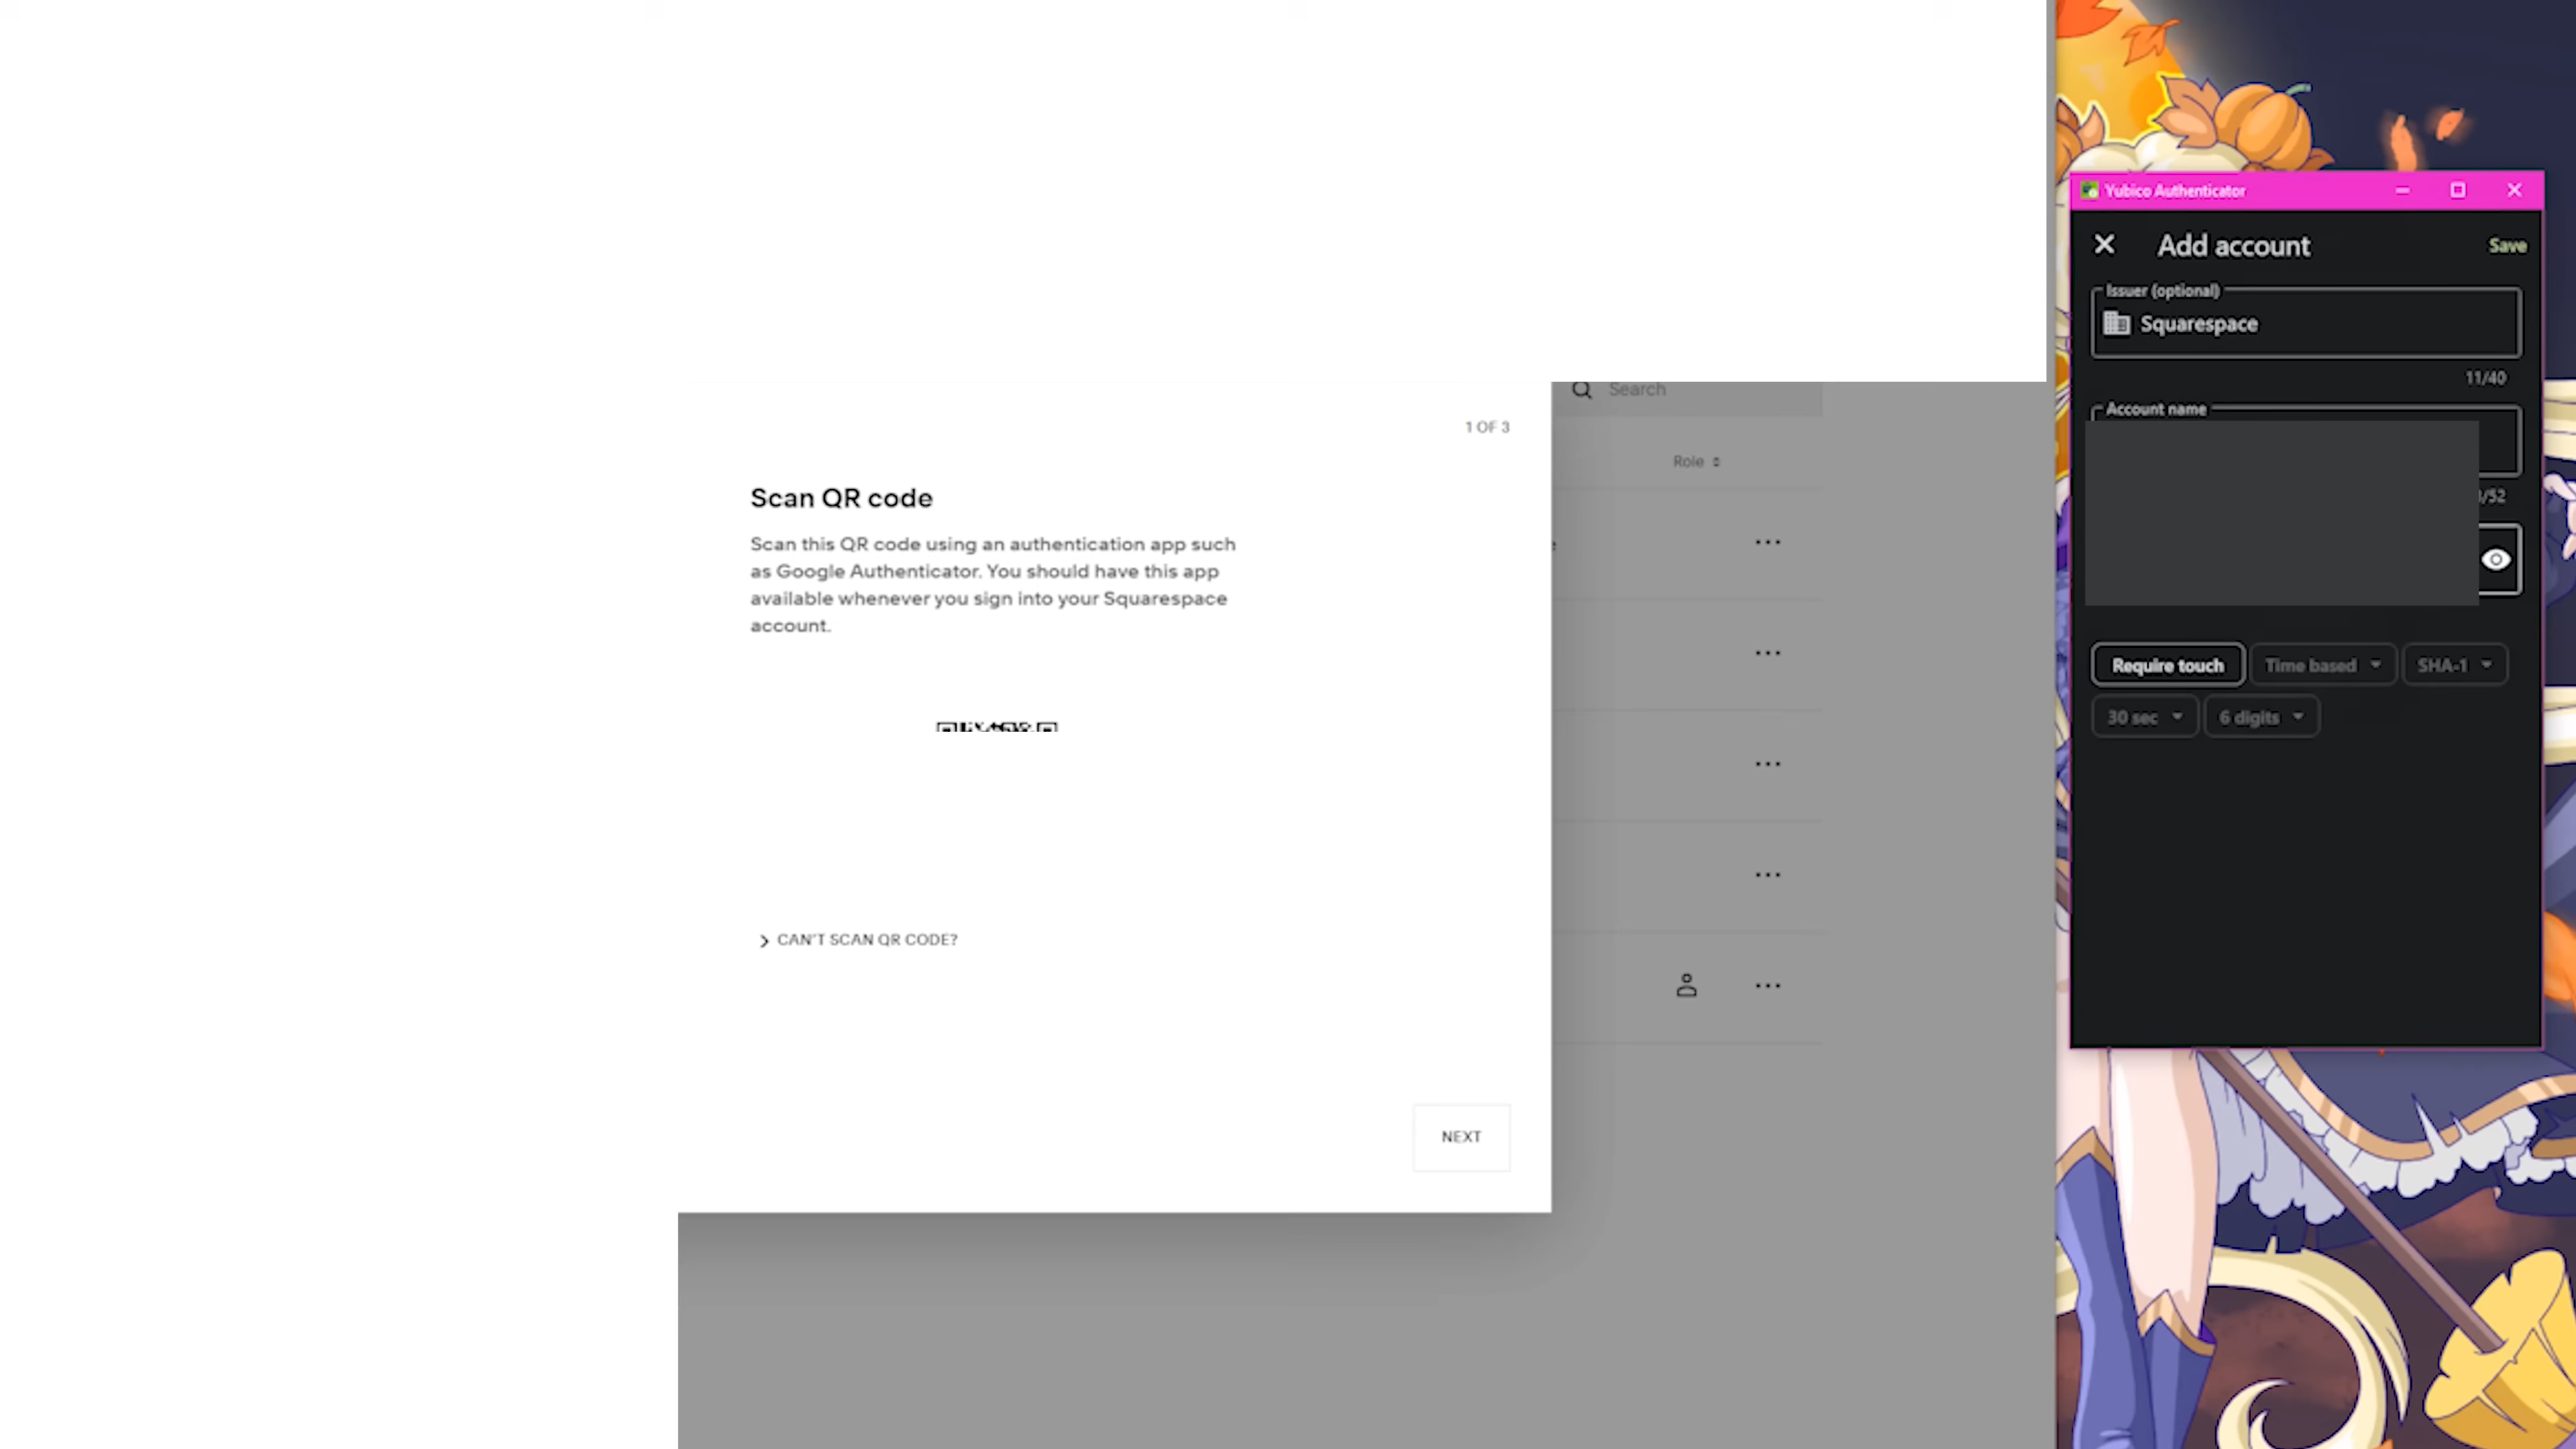 Search
1 OF 3
Role
Scan QR code
Scan this QR code using an authentication app such
as Google Authenticator. You should have this app
available whenever you sign into your Squarespace
account.
CAN'T SCAN QR CODE?
NEXT
Yubico Authenticator
Add account
Save
Issuer (optional)
Squarespace
11/40
Account name
/52
Require touch
Time based
SHA-1
30 sec
6 digits